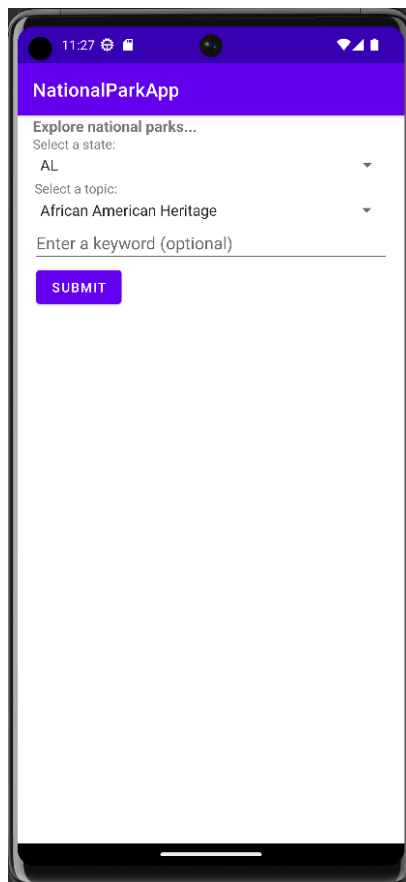 11:27
NationalParkApp
Explore national parks...
Select a state:
AL
Select a topic:
African American Heritage
Enter a keyword (optional)
SUBMIT